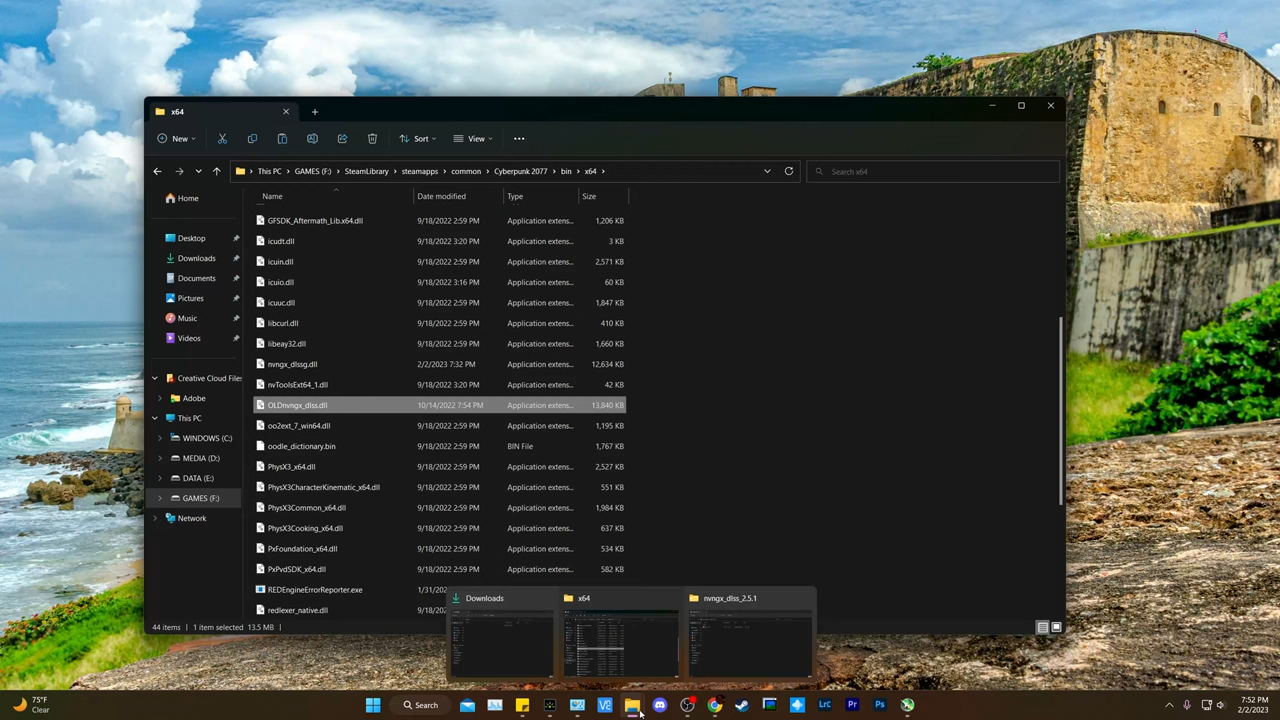 x64
New
Sort
View
This PC > GAMES (F:) > SteamLibrary > steamapps > common > Cyberpunk 2077 > bin > x64 >
Search x64
Home
Desktop
Downloads
Documents
Pictures
Music
Videos
Creative Cloud Files
Adobe
This PC
WINDOWS (C:)
MEDIA (D:)
DATA (E:)
GAMES (F:)
Network
Name Date modified Type Size
GFSDK_Aftermath_Lib.x64.dll 9/18/2022 2:59 PM Application extens... 1,206 KB
icudt.dll 9/18/2022 3:20 PM Application extens... 3 KB
icuin.dll 9/18/2022 2:59 PM Application extens... 2,571 KB
icuio.dll 9/18/2022 3:16 PM Application extens... 60 KB
icuuc.dll 9/18/2022 2:59 PM Application extens... 1,847 KB
libcurl.dll 9/18/2022 2:59 PM Application extens... 410 KB
libeay32.dll 9/18/2022 2:59 PM Application extens... 1,660 KB
nvngx_dlssg.dll 2/2/2023 7:32 PM Application extens... 12,634 KB
nvToolsExt64_1.dll 9/18/2022 3:20 PM Application extens... 42 KB
OLDnvngx_dlss.dll 10/14/2022 7:54 PM Application extens... 13,840 KB
oo2ext_7_win64.dll 9/18/2022 2:59 PM Application extens... 1,195 KB
oodle_dictionary.bin 9/18/2022 2:59 PM BIN File 1,767 KB
PhysX3_x64.dll 9/18/2022 2:59 PM Application extens... 2,527 KB
PhysX3CharacterKinematic_x64.dll 9/18/2022 2:59 PM Application extens... 551 KB
PhysX3Common_x64.dll 9/18/2022 2:59 PM Application extens... 1,984 KB
PhysX3Cooking_x64.dll 9/18/2022 2:59 PM Application extens... 637 KB
PxFoundation_x64.dll 9/18/2022 2:59 PM Application extens... 534 KB
PxPvdSDK_x64.dll 9/18/2022 2:59 PM Application extens... 582 KB
REDEngineErrorReporter.exe 1/31/202
redlexer_native.dll 9/18/202
44 items 1 item selected 13.5 MB
Downloads
x64
nvngx_dlss_2.5.1
75°F
Clear
Search
LrC
Pr
Ps
7:52 PM
2/2/2023